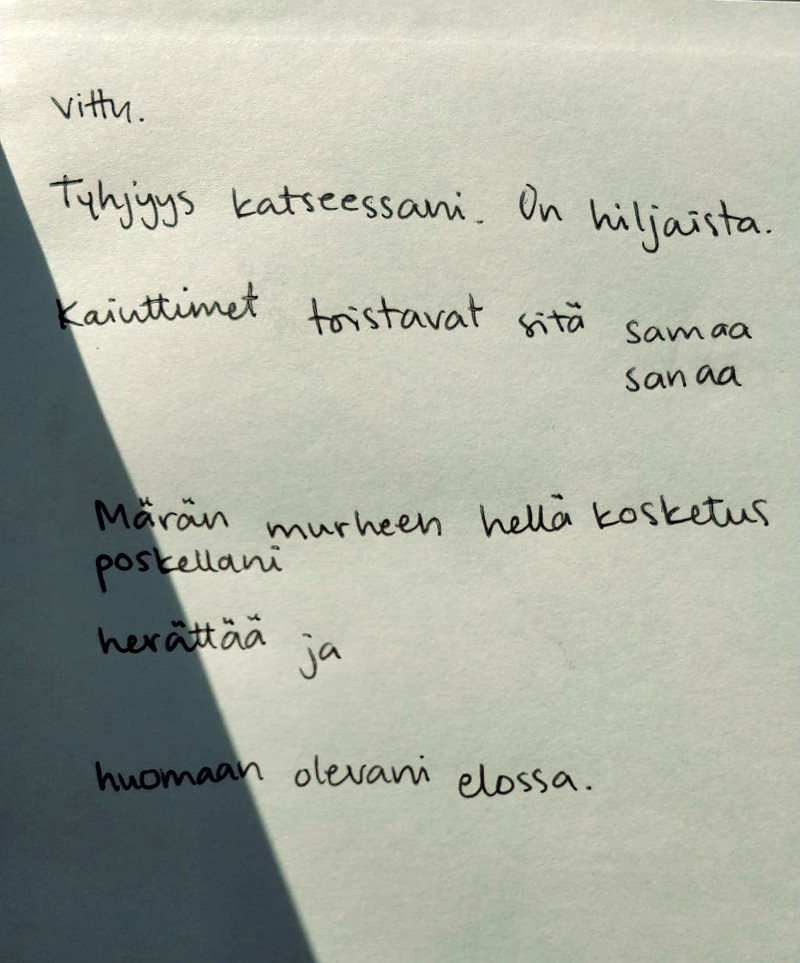 vittu.
Tyhjyys katseessani. On hiljaista.
Kaiuttimet toistavat sitä samaa
sanaa
Märän murheen hellä kosketus
poskellani
herättää ja
huomaan olevani elossa.